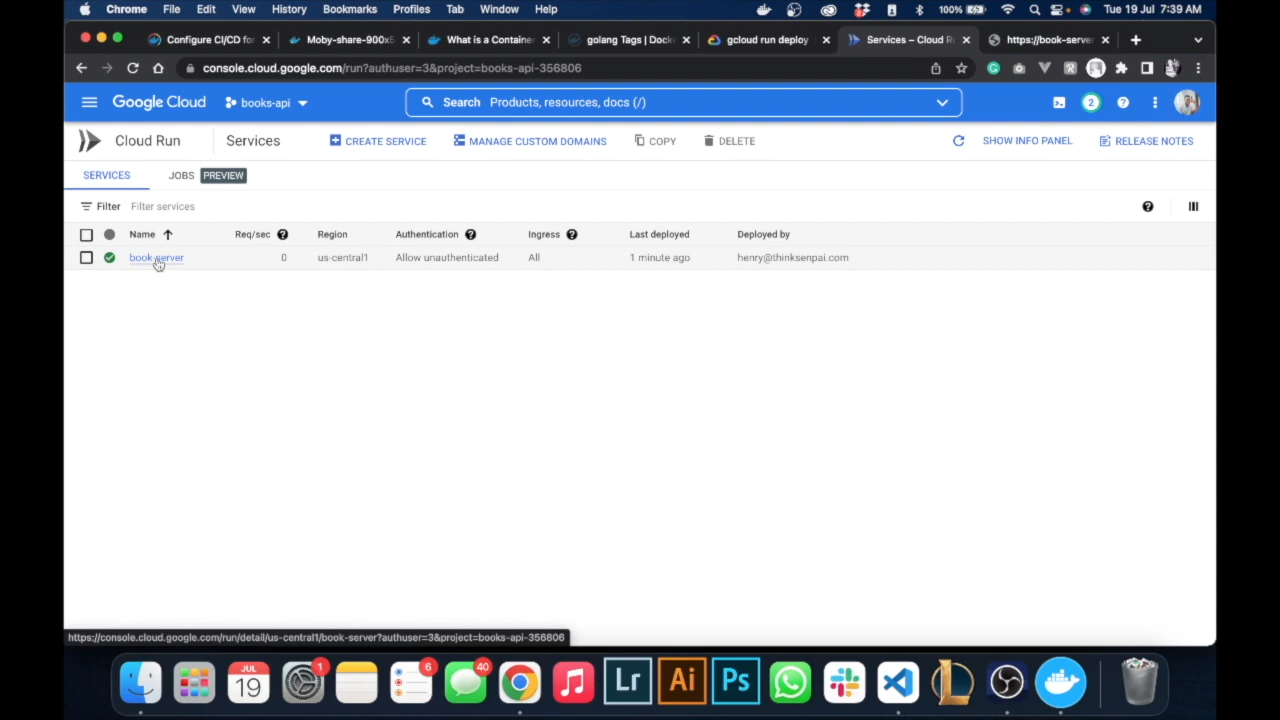 Chrome File Edit View History Bookmarks Profiles Tab Window Help 100% Tue 19 Jul 7:39 AM
Configure CI/CD for Moby-share-900x5 What is a Container golang Tags | Docke gcloud run deploy Services – Cloud Ru https://book-server
console.cloud.google.com/run?authuser=3&project=books-api-356806
Google Cloud books-api Search Products, resources, docs (/) 2
Cloud Run Services CREATE SERVICE MANAGE CUSTOM DOMAINS COPY DELETE SHOW INFO PANEL RELEASE NOTES
SERVICES JOBS PREVIEW
Filter Filter services
Name Req/sec Region Authentication Ingress Last deployed Deployed by
book-server 0 us-central1 Allow unauthenticated All 1 minute ago henry@thinksenpai.com
https://console.cloud.google.com/run/detail/us-central1/book-server?authuser=3&project=books-api-356806
JUL 19 1 6 40 Lr Ai Ps